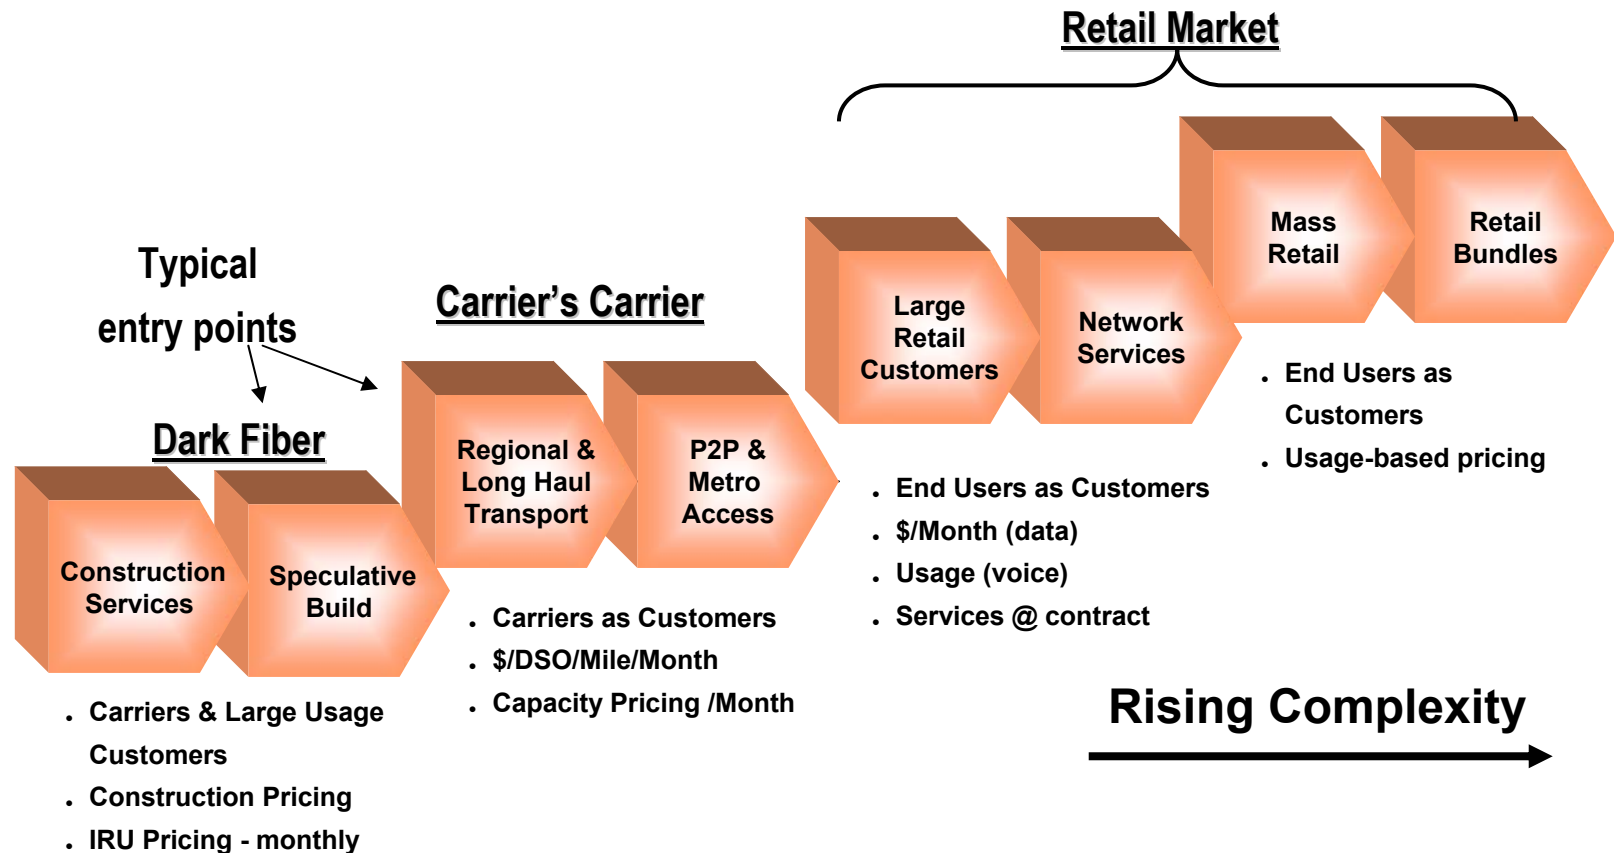 Retail Market
Mass
Retail
Retail
Bundles
Typical
entry points
Carrier's Carrier
Large
Retail
Customers
Network
Services
Dark Fiber
Regional &
Long Haul
Transport
P2P &
Metro
Access
. End Users as
Customers
. Usage-based pricing
Construction
Services
Speculative
Build
. End Users as Customers
. $/Month (data)
. Usage (voice)
. Services @ contract
. Carriers as Customers
. $/DSO/Mile/Month
. Capacity Pricing /Month
. Carriers & Large Usage
Customers
. Construction Pricing
. IRU Pricing - monthly
Rising Complexity